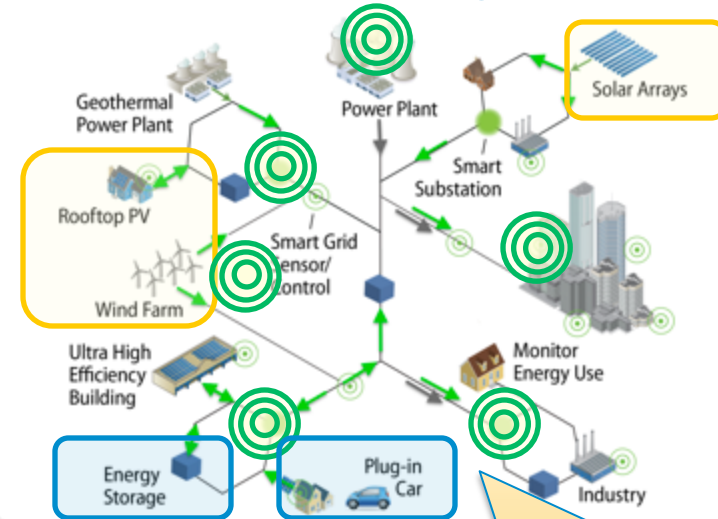 Geothermal
Power Plant
Power Plant
Solar Arrays
Smart
Substation
Rooftop PV
Smart Grid
Sensor/
Control
Wind Farm
Ultra High
Efficiency
Building
Monitor
Energy Use
Energy
Storage
Plug-in
Car
Industry